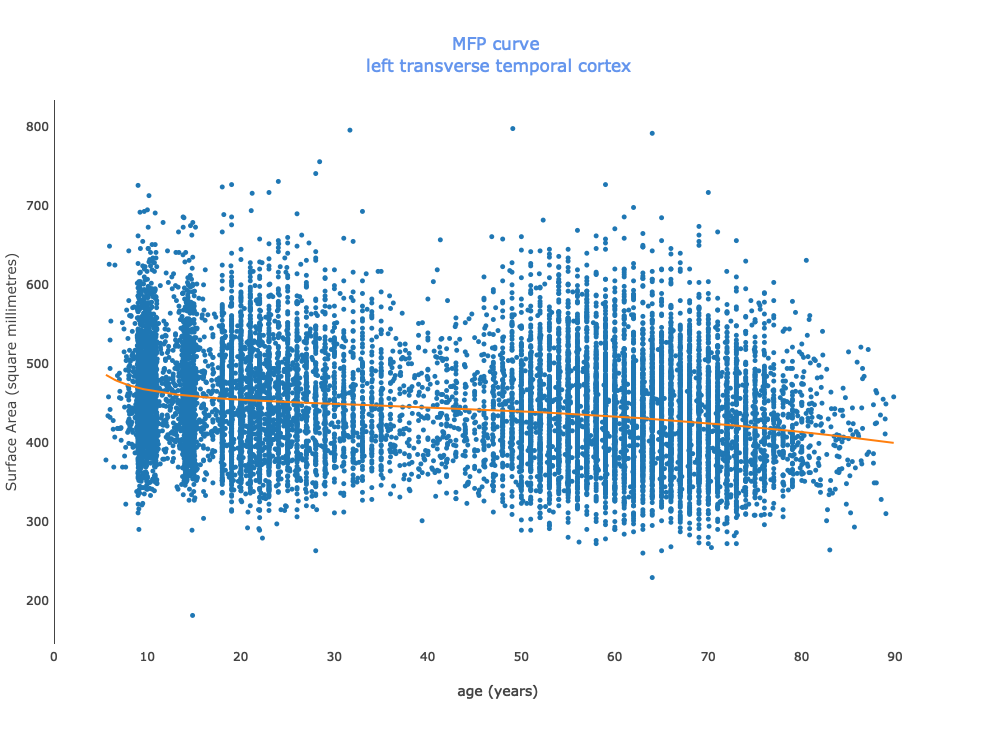 MFP curve
left transverse temporal cortex
Surface Area (square millimetres)
800
700
600
500
400
300
200
0 10 20 30 40 50 60 70 80 90
age (years)